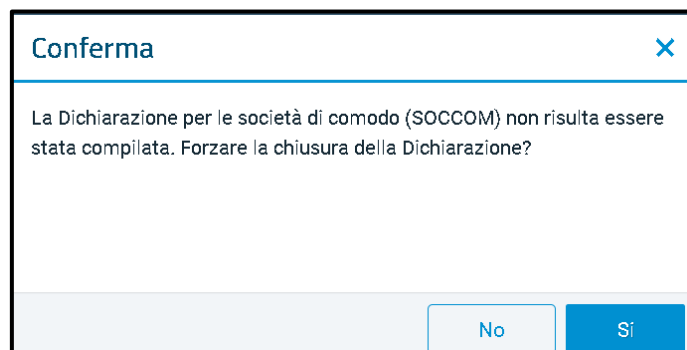 Conferma
La Dichiarazione per le società di comodo (SOCCOM) non risulta essere
stata compilata. Forzare la chiusura della Dichiarazione?
No
Sì